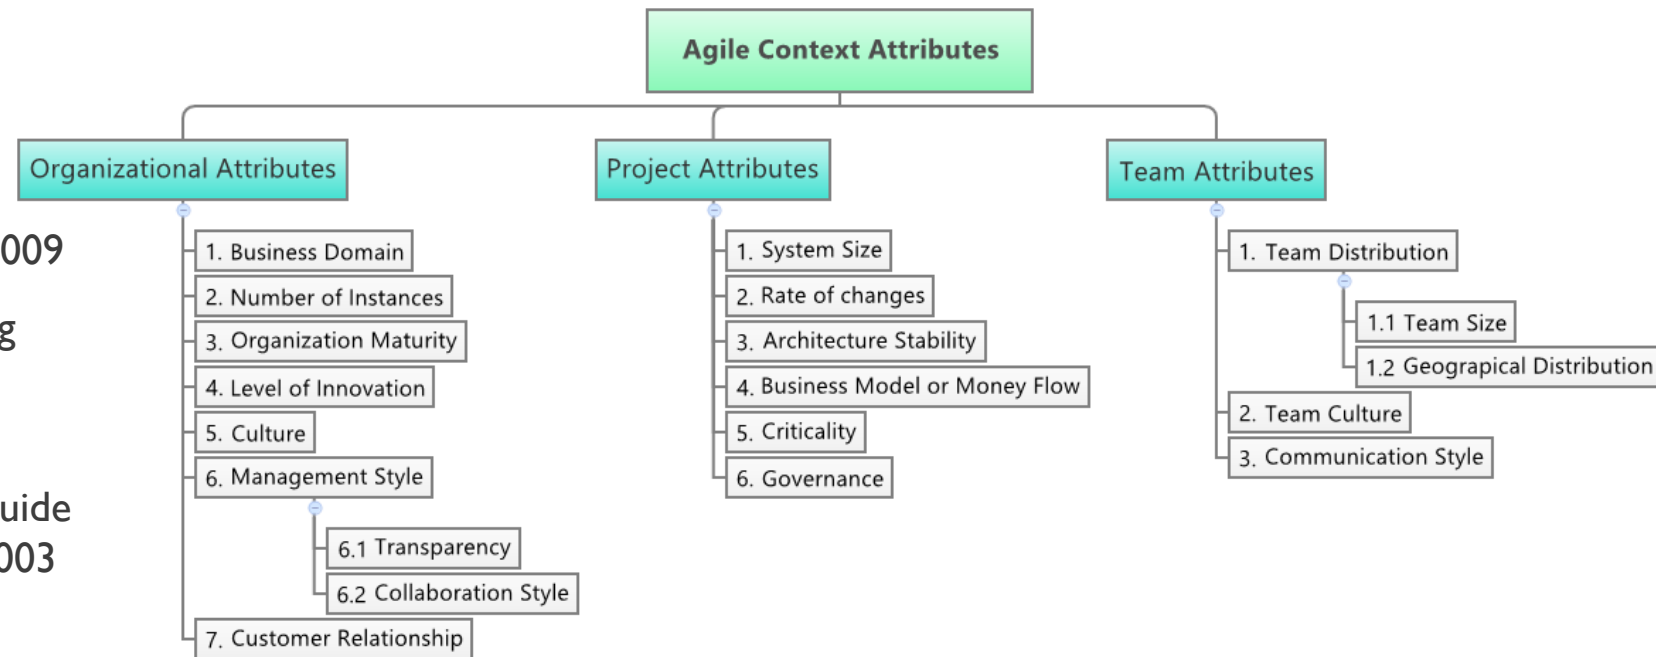 Agile Context Attributes
Organizational Attributes
1. Business Domain
2. Number of Instances
3. Organization Maturity
4. Level of Innovation
5. Culture
6. Management Style
6.1 Transparency
6.2 Collaboration Style
7. Customer Relationship
Project Attributes
1. System Size
2. Rate of changes
3. Architecture Stability
4. Business Model or Money Flow
5. Criticality
6. Governance
Team Attributes
1. Team Distribution
1.1 Team Size
1.2 Geograpical Distribution
2. Team Culture
3. Communication Style
009
g
uide
003